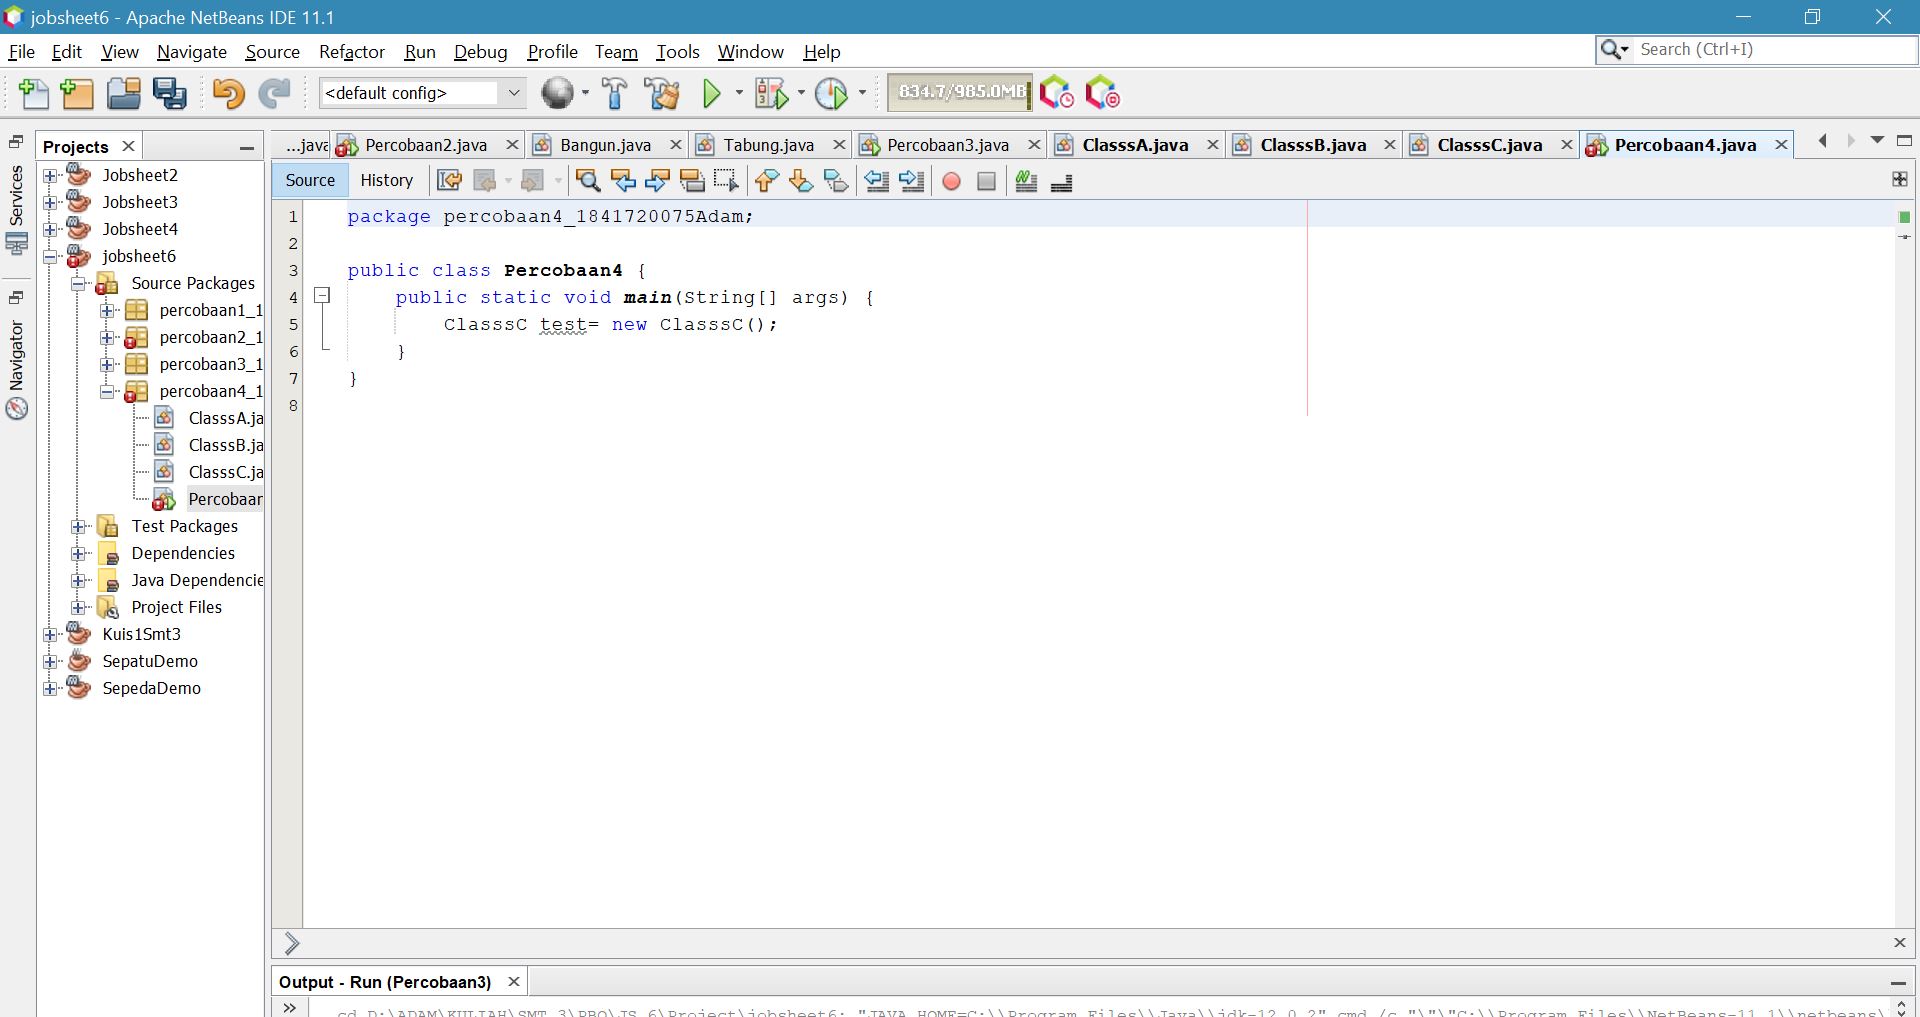 jobsheet6 - Apache NetBeans IDE 11.1
File Edit View Navigate Source Refactor Run Debug Profile Team Tools Window Help
Search (Ctrl+I)
<default config>
834.7/985.0MB
Services
Navigator
Projects
Jobsheet2
Jobsheet3
Jobsheet4
jobsheet6
Source Packages
percobaan1_1
percobaan2_1
percobaan3_1
percobaan4_1
ClasssA.ja
ClasssB.ja
ClasssC.ja
Percobaar
Test Packages
Dependencies
Java Dependencie
Project Files
Kuis1Smt3
SepatuDemo
SepedaDemo
...java Percobaan2.java Bangun.java Tabung.java Percobaan3.java ClasssA.java ClasssB.java ClasssC.java Percobaan4.java
Source History
1 package percobaan4_1841720075Adam;
2
3 public class Percobaan4 {
4 public static void main(String[] args) {
5 ClasssC test= new ClasssC();
6 }
7 }
8
Output - Run (Percobaan3)
cd D:\ADAM\KULIAH\SMT 3\PBO\JS 6\Project\jobsheet6; "JAVA_HOME=C:\\Program Files\\Java\\jdk-12.0.2" cmd /c "\"\"C:\\Program Files\\NetBeans-11.1\\netbeans\